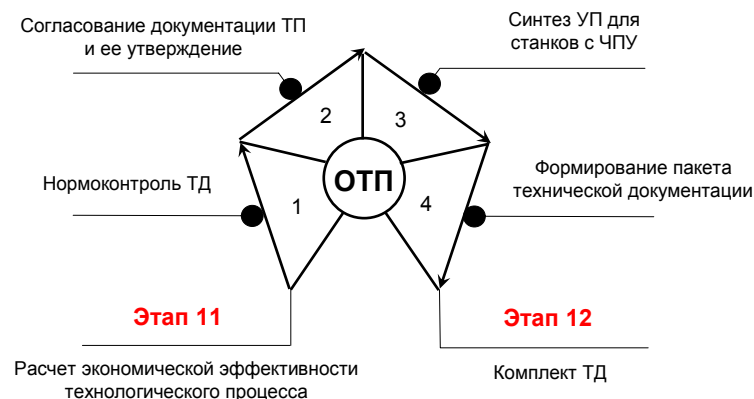 Согласование документации ТП
и ее утверждение
Синтез УП для
станков с ЧПУ
2
3
Нормоконтроль ТД
ОТП
Формирование пакета
технической документации
1
4
Этап 11
Этап 12
Расчет экономической эффективности
технологического процесса
Комплект ТД